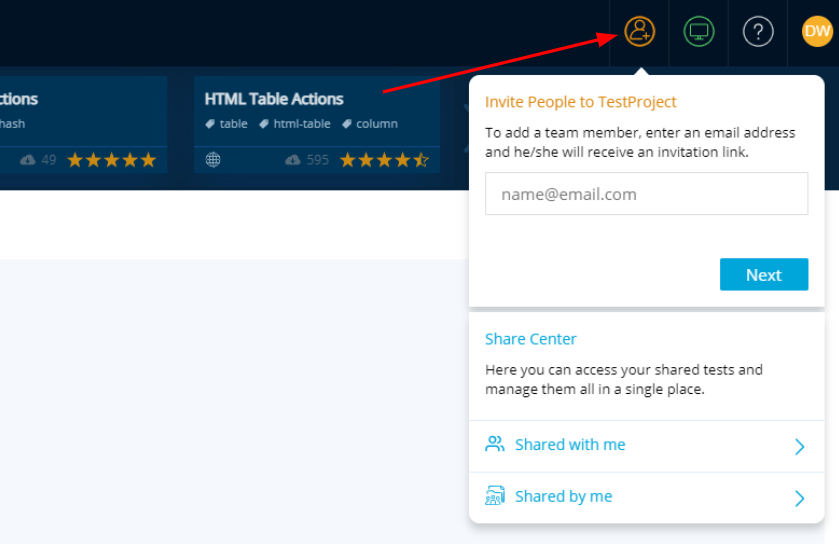 DW
ctions
hash
49
HTML Table Actions
table html-table column
595
Invite People to TestProject
To add a team member, enter an email address
and he/she will receive an invitation link.
name@email.com
Next
Share Center
Here you can access your shared tests and
manage them all in a single place.
Shared with me
Shared by me